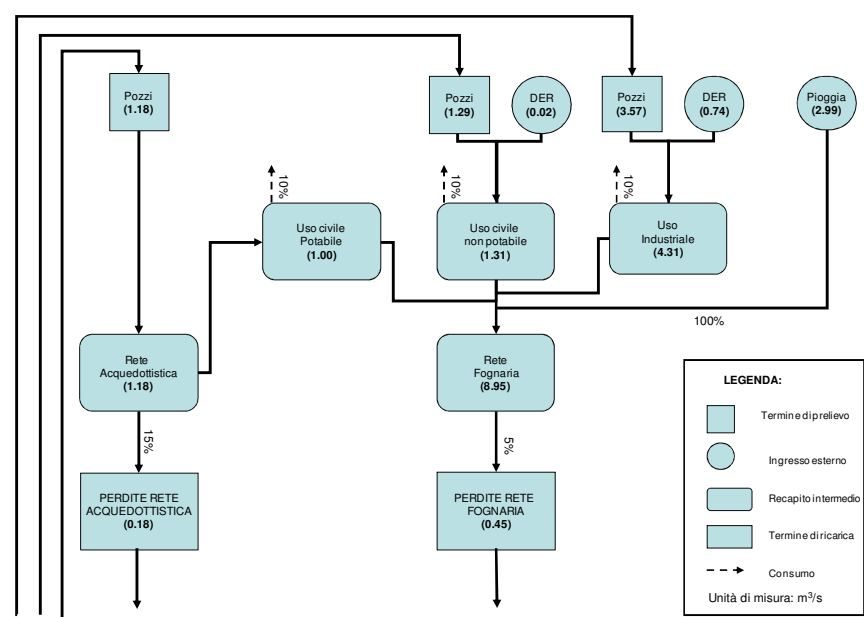 Pozzi
(1.18)
Pozzi
(1.29)
DER
(0.02)
Pozzi
(3.57)
DER
(0.74)
Pioggia
(2.99)
10%
10%
10%
Uso civile
Potabile
(1.00)
Uso civile
non potabile
(1.31)
Uso
Industriale
(4.31)
100%
Rete
Acquedottistica
(1.18)
Rete
Fognaria
(8.95)
15%
5%
PERDITE RETE
ACQUEDOTTISTICA
(0.18)
PERDITE RETE
FOGNARIA
(0.45)
LEGENDA:
Termine di prelievo
Ingresso esterno
Recapito intermedio
Termine di ricarica
Consumo
Unità di misura: m³/s